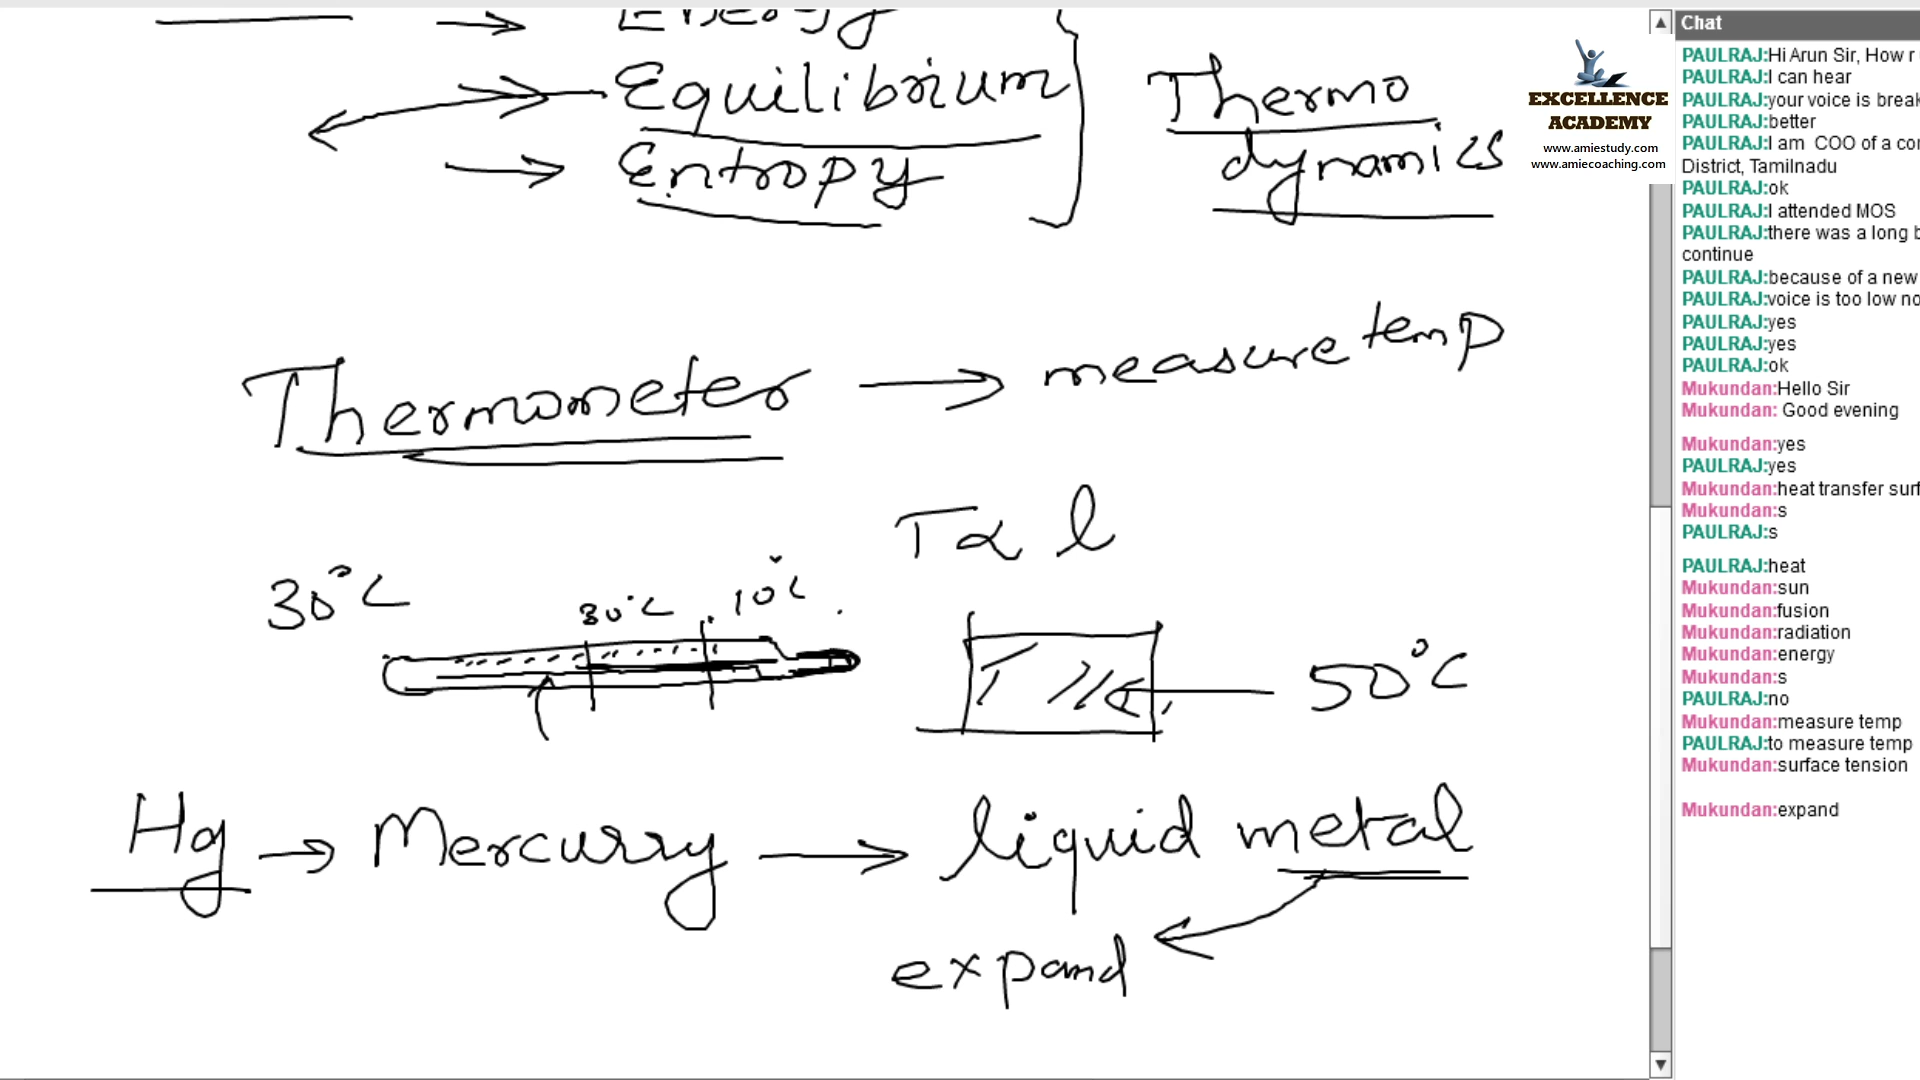 Energy
Equilibrium
Entropy
Thermo
dynamics
EXCELLENCE
ACADEMY
www.amiestudy.com
www.amiecoaching.com
Thermometer → measure temp
T α l
30°C
30°C
10°C
50°C
Hg → Mercurry → liquid metal
expand
Chat
PAULRAJ:Hi Arun Sir, How r
PAULRAJ:I can hear
PAULRAJ:your voice is break
PAULRAJ:better
PAULRAJ:I am COO of a cor
District, Tamilnadu
PAULRAJ:ok
PAULRAJ:I attended MOS
PAULRAJ:there was a long b
continue
PAULRAJ:because of a new
PAULRAJ:voice is too low no
PAULRAJ:yes
PAULRAJ:yes
PAULRAJ:ok
Mukundan:Hello Sir
Mukundan: Good evening
Mukundan:yes
PAULRAJ:yes
Mukundan:heat transfer surf
Mukundan:s
PAULRAJ:s
PAULRAJ:heat
Mukundan:sun
Mukundan:fusion
Mukundan:radiation
Mukundan:energy
Mukundan:s
PAULRAJ:no
Mukundan:measure temp
PAULRAJ:to measure temp
Mukundan:surface tension
Mukundan:expand